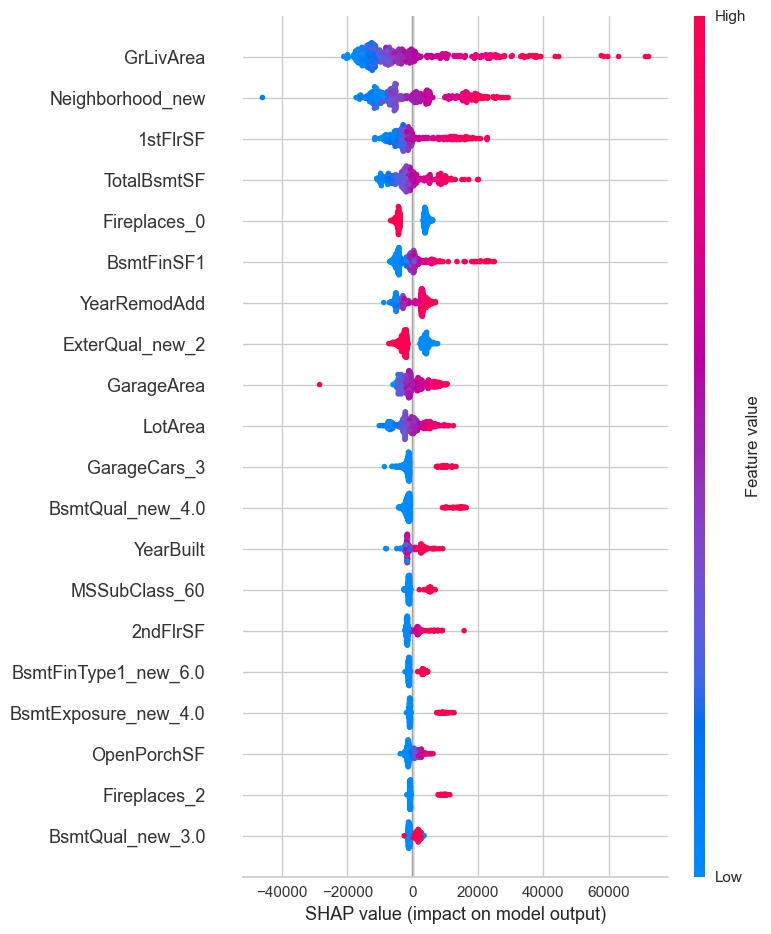 High
GrLivArea
Neighborhood_new
1stFlrSF
TotalBsmtSF
Fireplaces_0
BsmtFinSF1
YearRemodAdd
ExterQual_new_2
GarageArea
LotArea
GarageCars_3
BsmtQual_new_4.0
YearBuilt
MSSubClass_60
2ndFlrSF
BsmtFinType1_new_6.0
BsmtExposure_new_4.0
OpenPorchSF
Fireplaces_2
BsmtQual_new_3.0
Feature value
Low
−40000 −20000 0 20000 40000 60000
SHAP value (impact on model output)